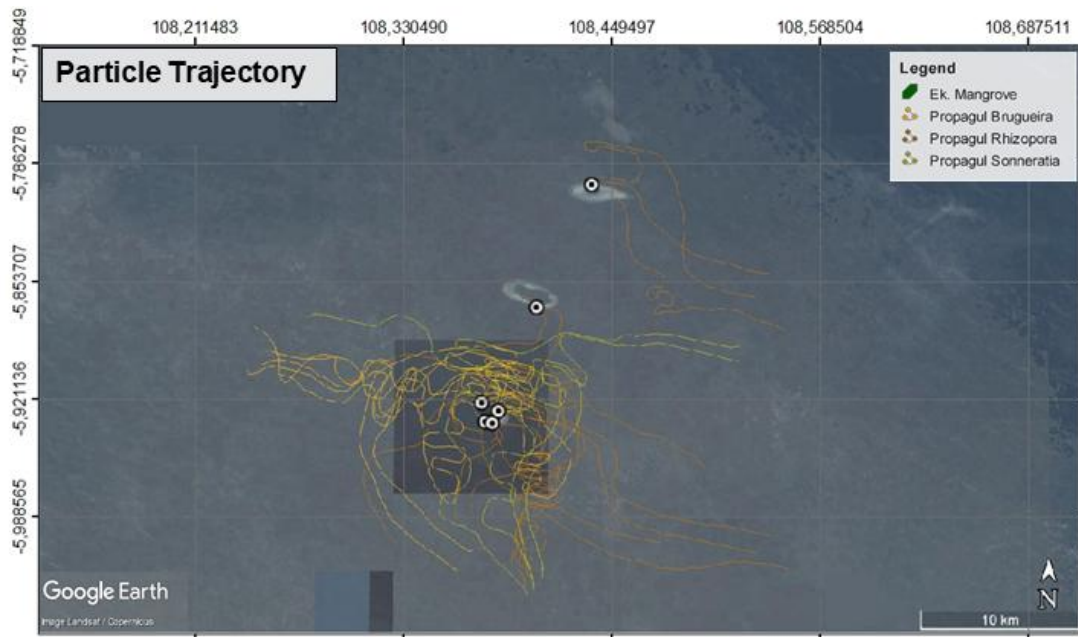 108,211483 108,330490 108,449497 108,568504 108,687511
-5,718849
-5,786278
-5,853707
-5,921136
-5,988565
Particle Trajectory
Legend
Ek. Mangrove
Propagul Brugueira
Propagul Rhizopora
Propagul Sonneratia
Google Earth
Image Landsat / Copernicus
N
10 km